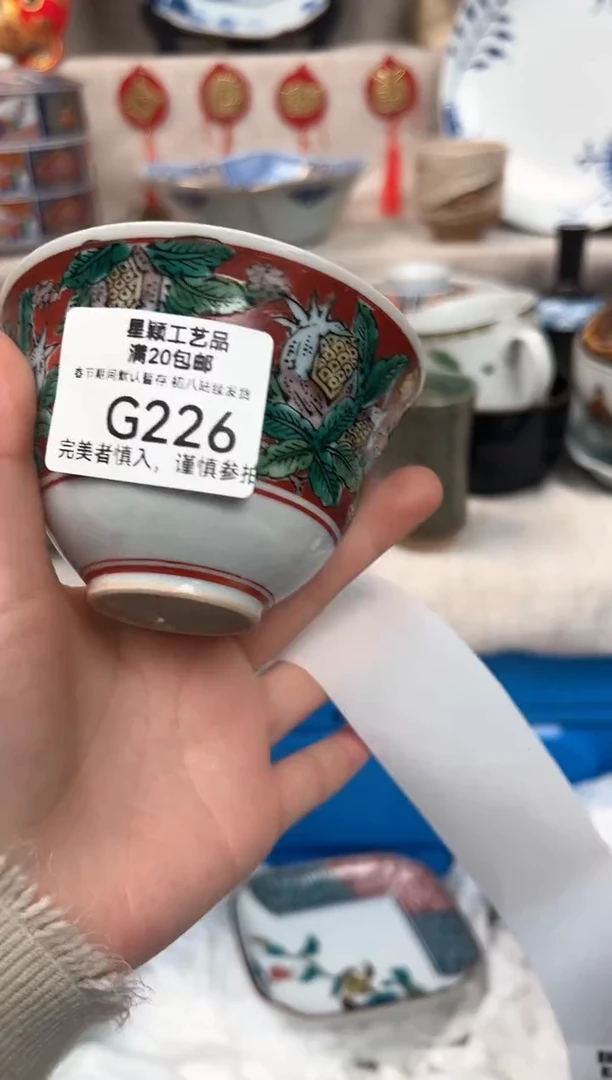 星颖工艺品
满20包邮
春节期间默认暂存 初八陆续发货
G226
完美者慎入，谨慎参拍